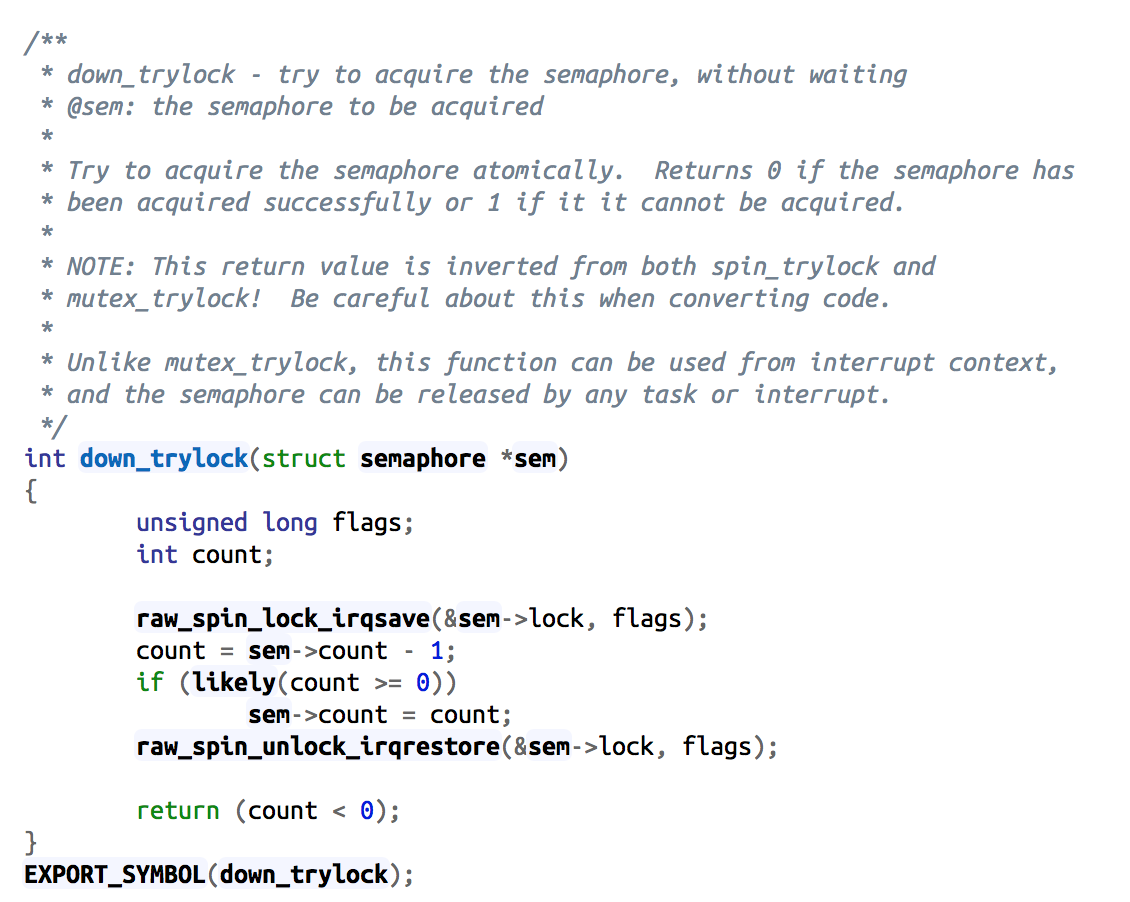 /**
 * down_trylock - try to acquire the semaphore, without waiting
 * @sem: the semaphore to be acquired
 *
 * Try to acquire the semaphore atomically.  Returns 0 if the semaphore has
 * been acquired successfully or 1 if it it cannot be acquired.
 *
 * NOTE: This return value is inverted from both spin_trylock and
 * mutex_trylock!  Be careful about this when converting code.
 *
 * Unlike mutex_trylock, this function can be used from interrupt context,
 * and the semaphore can be released by any task or interrupt.
 */
int down_trylock(struct semaphore *sem)
{
        unsigned long flags;
        int count;

        raw_spin_lock_irqsave(&sem->lock, flags);
        count = sem->count - 1;
        if (likely(count >= 0))
                sem->count = count;
        raw_spin_unlock_irqrestore(&sem->lock, flags);

        return (count < 0);
}
EXPORT_SYMBOL(down_trylock);